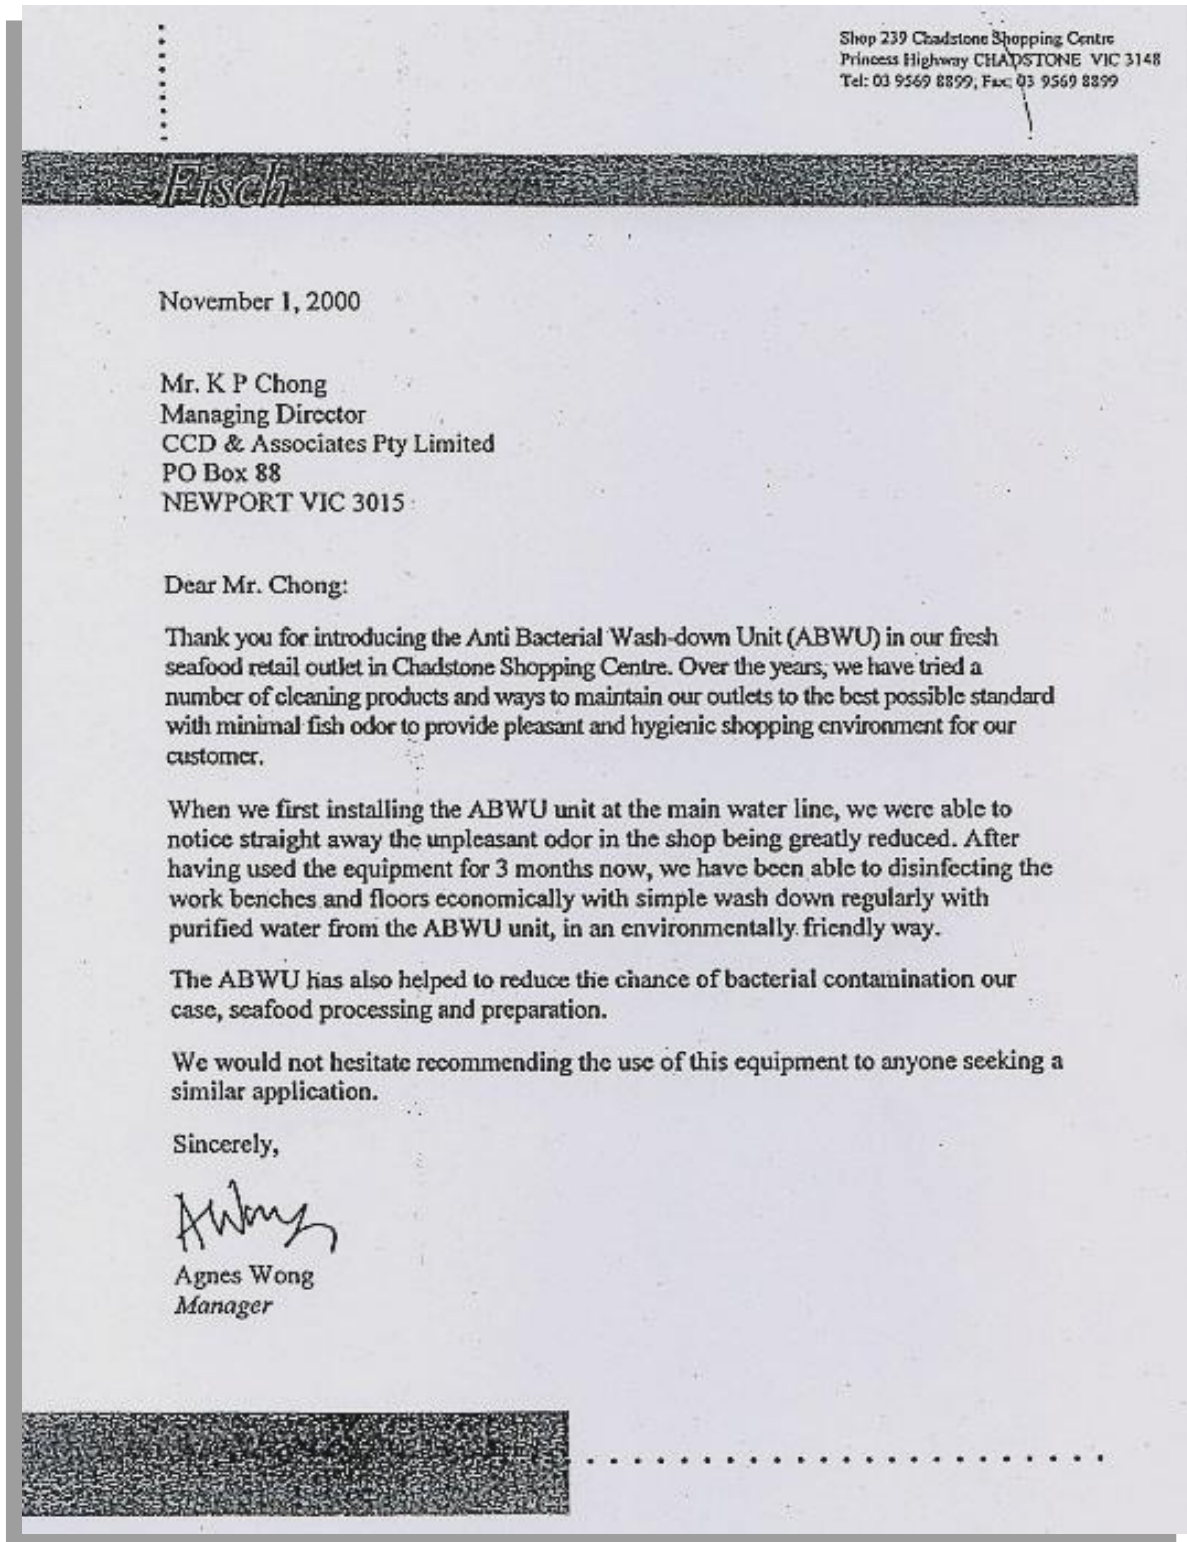 Shop 239 Chadstone Shopping Centre
Princess Highway CHADSTONE VIC 3148
Tel: 03 9569 8899; Fax: 03 9569 8899
Fisch
November 1, 2000
Mr. K P Chong
Managing Director
CCD & Associates Pty Limited
PO Box 88
NEWPORT VIC 3015
Dear Mr. Chong:
Thank you for introducing the Anti Bacterial Wash-down Unit (ABWU) in our fresh
seafood retail outlet in Chadstone Shopping Centre. Over the years, we have tried a
number of cleaning products and ways to maintain our outlets to the best possible standard
with minimal fish odor to provide pleasant and hygienic shopping environment for our
customer.
When we first installing the ABWU unit at the main water line, we were able to
notice straight away the unpleasant odor in the shop being greatly reduced. After
having used the equipment for 3 months now, we have been able to disinfecting the
work benches and floors economically with simple wash down regularly with
purified water from the ABWU unit, in an environmentally friendly way.
The ABWU has also helped to reduce the chance of bacterial contamination our
case, seafood processing and preparation.
We would not hesitate recommending the use of this equipment to anyone seeking a
similar application.
Sincerely,
AWong
Agnes Wong
Manager